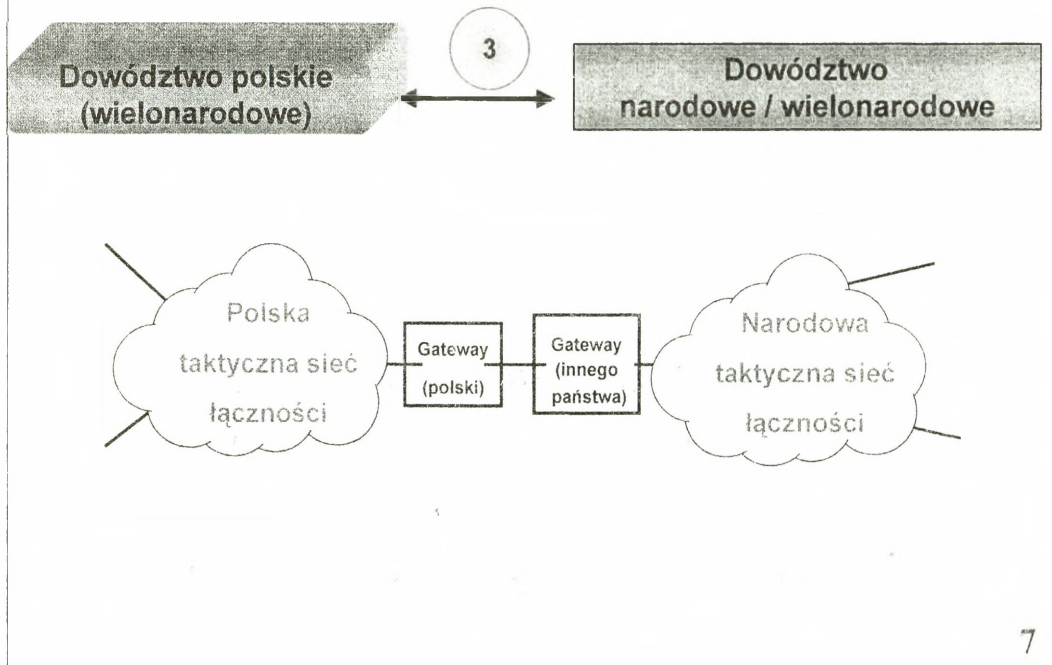 3
Dowództwo polskie
(wielonarodowe)
Dowództwo
narodowe / wielonarodowe
Polska
taktyczna sieć
łączności
Gateway
(polski)
Gateway
(innego
państwa)
Narodowa
taktyczna sieć
łączności
7